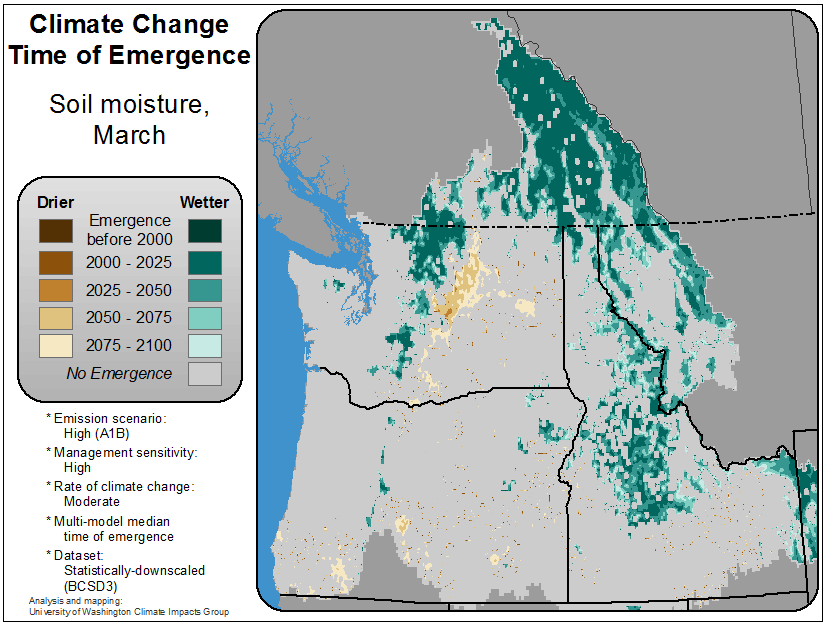 Climate Change
Time of Emergence
Soil moisture,
March
Drier
Wetter
Emergence
before 2000
2000 - 2025
2025 - 2050
2050 - 2075
2075 - 2100
No Emergence
* Emission scenario:
High (A1B)
* Management sensitivity:
High
* Rate of climate change:
Moderate
* Multi-model median
time of emergence
* Dataset:
Statistically-downscaled
(BCSD3)
Analysis and mapping:
University of Washington Climate Impacts Group